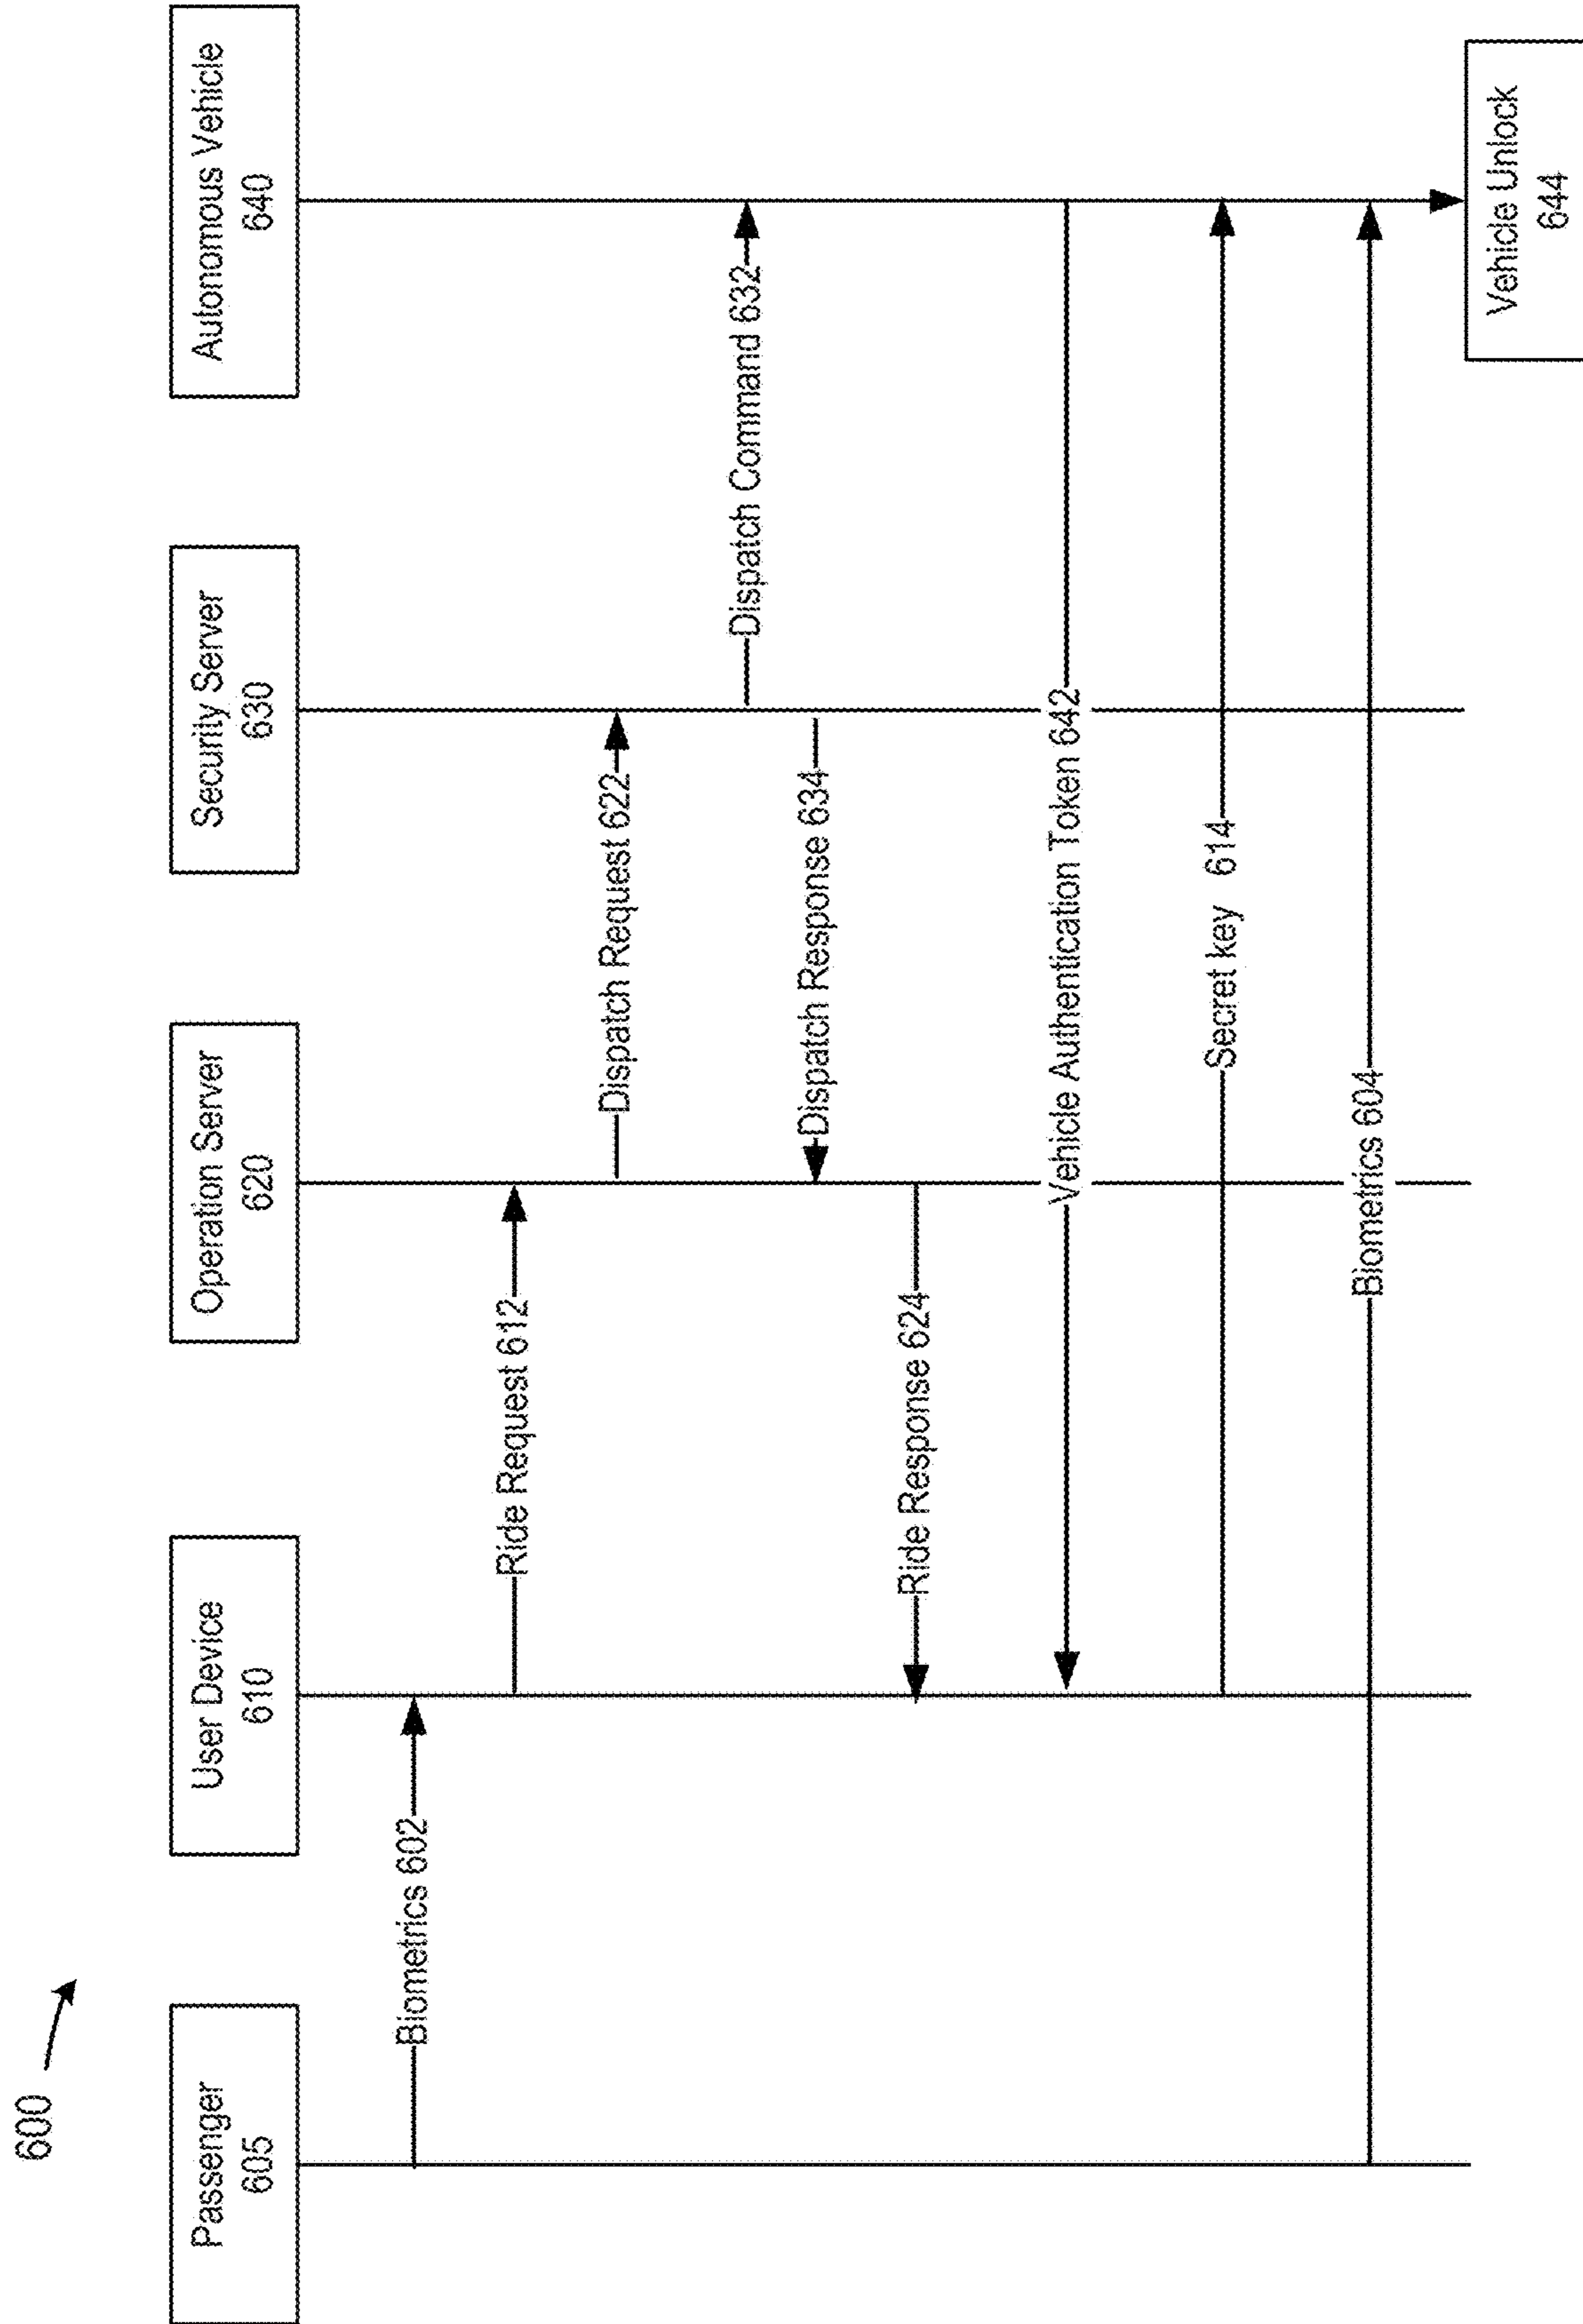 600
Passenger
605
User Device
610
Operation Server
620
Security Server
630
Autonomous Vehicle
640
Biometrics 602
Ride Request 612
Dispatch Request 622
Dispatch Command 632
Dispatch Response 634
Ride Response 624
Vehicle Authentication Token 642
Secret key 614
Biometrics 604
Vehicle Unlock
644